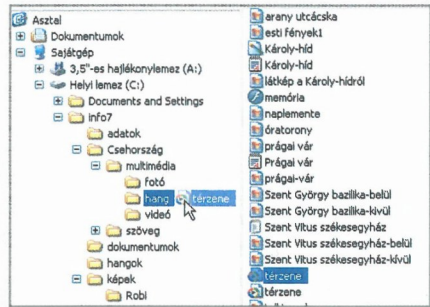 Asztal
Dokumentumok
Sajátgép
3,5"-es hajlékonylemez (A:)
Helyi lemez (C:)
Documents and Settings
info7
adatok
Csehország
multimédia
fotó
hang térzene
videó
szöveg
dokumentumok
hangok
képek
Robi
arany utcácska
esti fények1
Károly-híd
Károly-híd
látkép a Károly-hídról
memória
naplemente
óratorony
prágai vár
Prágai vár
prágai-vár
Szent György bazilika-belül
Szent György bazilika-kívül
Szent Vitus székesegyház
Szent Vitus székesegyház-belül
Szent Vitus székesegyház-kívül
térzene
térzene